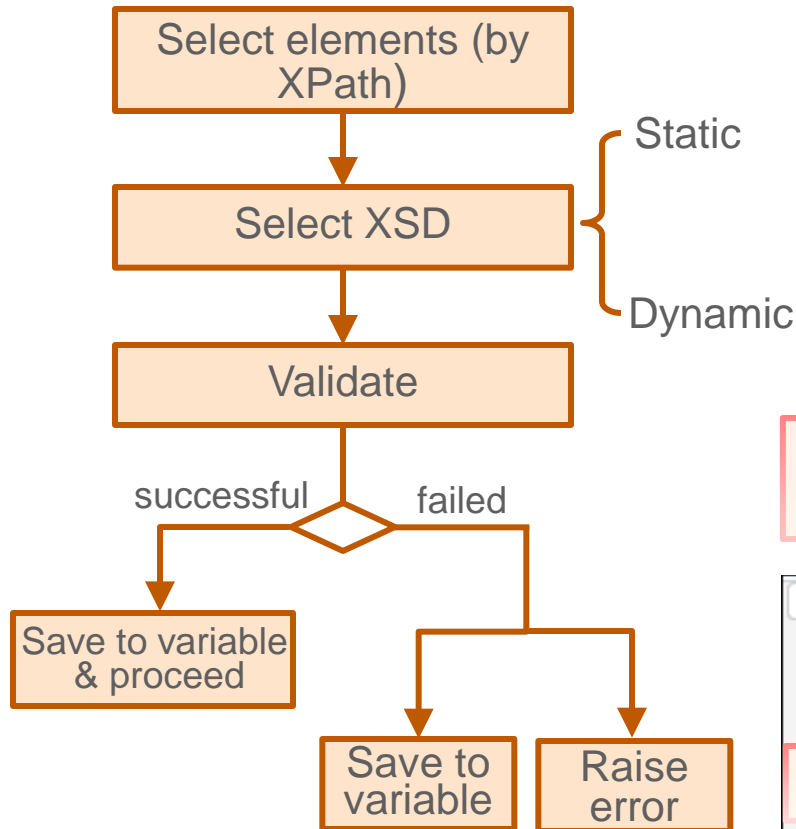 Select elements (by
XPath)
Static
Select XSD
Dynamic
Validate
successful
failed
Save to variable
& proceed
Save to
variable
Raise
error